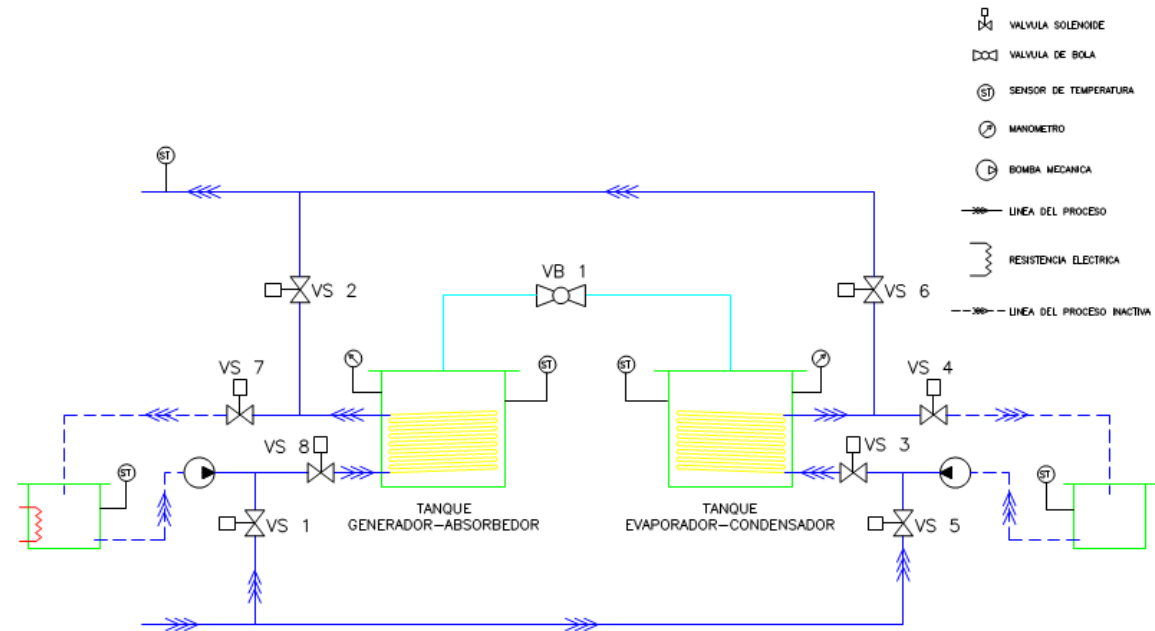 VALVULA SOLENOIDE
VALVULA DE BOLA
ST
SENSOR DE TEMPERATURA
MANOMETRO
BOMBA MECANICA
LINEA DEL PROCESO
RESISTENCIA ELECTRICA
LINEA DEL PROCESO INACTIVA
ST
VB 1
VS 2
VS 6
VS 7
ST
ST
VS 4
VS 8
VS 3
ST
ST
TANQUE
GENERADOR-ABSORBEDOR
TANQUE
EVAPORADOR-CONDENSADOR
VS 1
VS 5